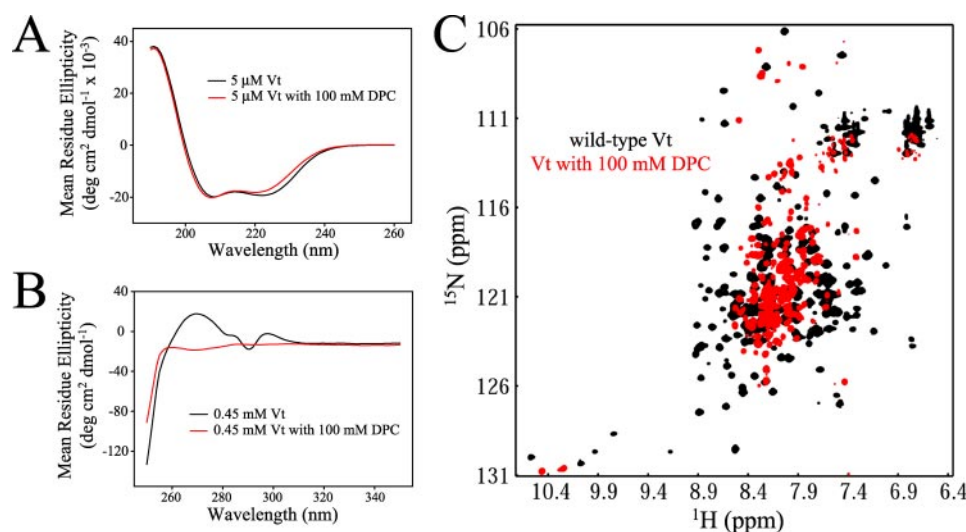 A
Mean Residue Ellipticity
(deg cm² dmol⁻¹ x 10⁻³)
40
20
0
-20
5 µM Vt
5 µM Vt with 100 mM DPC
200
220
240
260
Wavelength (nm)
B
Mean Residue Ellipticity
(deg cm² dmol⁻¹)
40
0
-40
-80
-120
0.45 mM Vt
0.45 mM Vt with 100 mM DPC
260
280
300
320
340
Wavelength (nm)
C
¹⁵N (ppm)
106
111
116
121
126
131
wild-type Vt
Vt with 100 mM DPC
10.4 9.9 9.4 8.9 8.4 7.9 7.4 6.9 6.4
¹H (ppm)